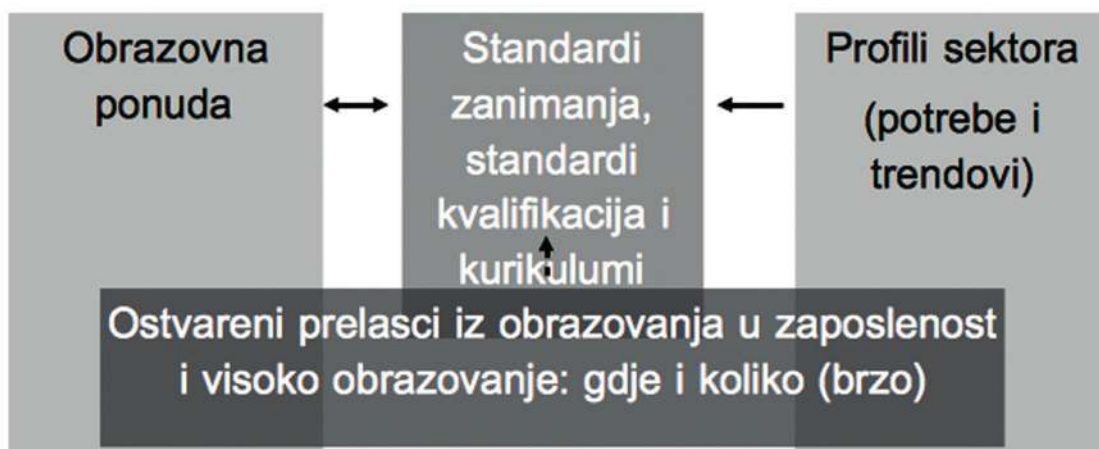 Obrazovna
ponuda
Standardi
zanimanja,
standardi
kvalifikacija i
kurikulumi
Profili sektora
(potrebe i
trendovi)
Ostvareni prelasci iz obrazovanja u zaposlenost
i visoko obrazovanje: gdje i koliko (brzo)